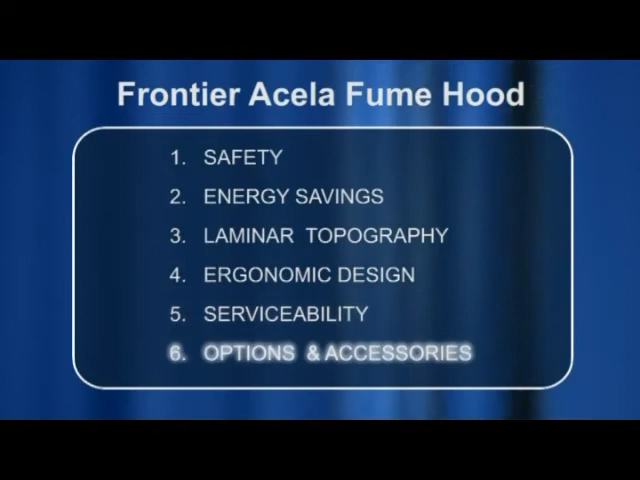 Frontier Acela Fume Hood
1. SAFETY
2. ENERGY SAVINGS
3. LAMINAR TOPOGRAPHY
4. ERGONOMIC DESIGN
5. SERVICEABILITY
6. OPTIONS & ACCESSORIES